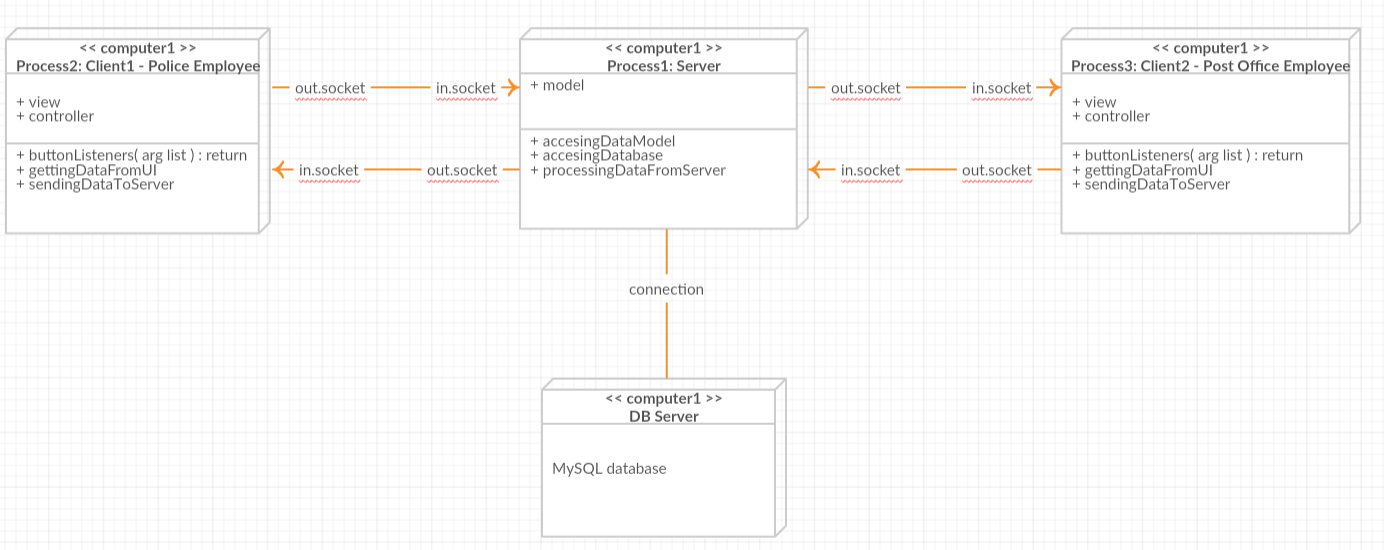 << computer1 >>
Process2: Client1 - Police Employee
+ view
+ controller
+ buttonListeners( arg list ) : return
+ gettingDataFromUI
+ sendingDataToServer
out.socket
in.socket
in.socket
out.socket
<< computer1 >>
Process1: Server
+ model
+ accesingDataModel
+ accesingDatabase
+ processingDataFromServer
out.socket
in.socket
in.socket
out.socket
<< computer1 >>
Process3: Client2 - Post Office Employee
+ view
+ controller
+ buttonListeners( arg list ) : return
+ gettingDataFromUI
+ sendingDataToServer
connection
<< computer1 >>
DB Server
MySQL database